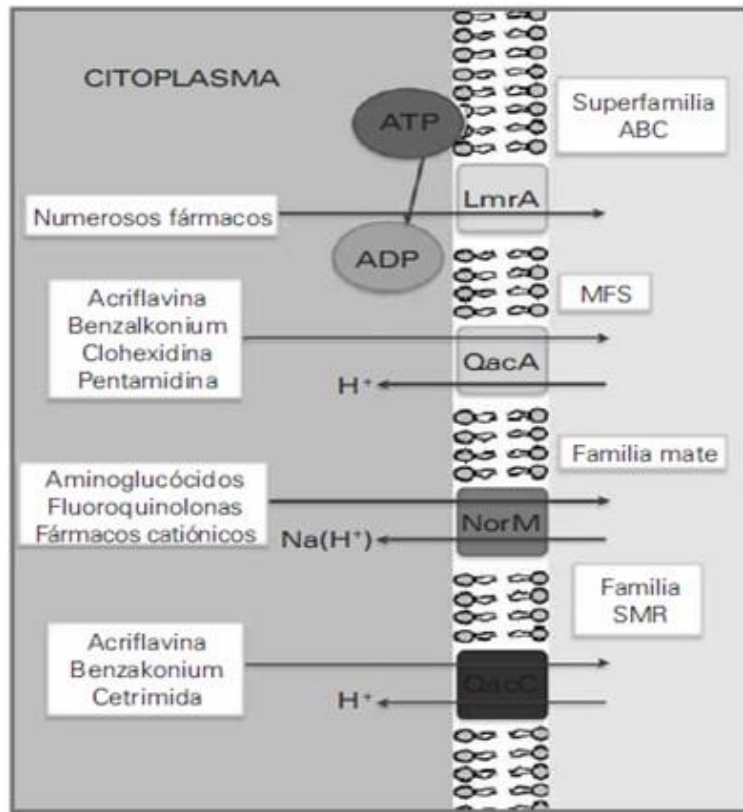 CITOPLASMA
ATP
Superfamilia
ABC
LmrA
Numerosos fármacos
ADP
MFS
Acriflavina
Benzalkonium
Clohexidina
Pentamidina
QacA
H+
Familia mate
Aminoglucócidos
Fluoroquinolonas
Fármacos catiónicos
NorM
Na(H+)
Familia
SMR
Acriflavina
Benzakonium
Cetrimida
QacC
H+